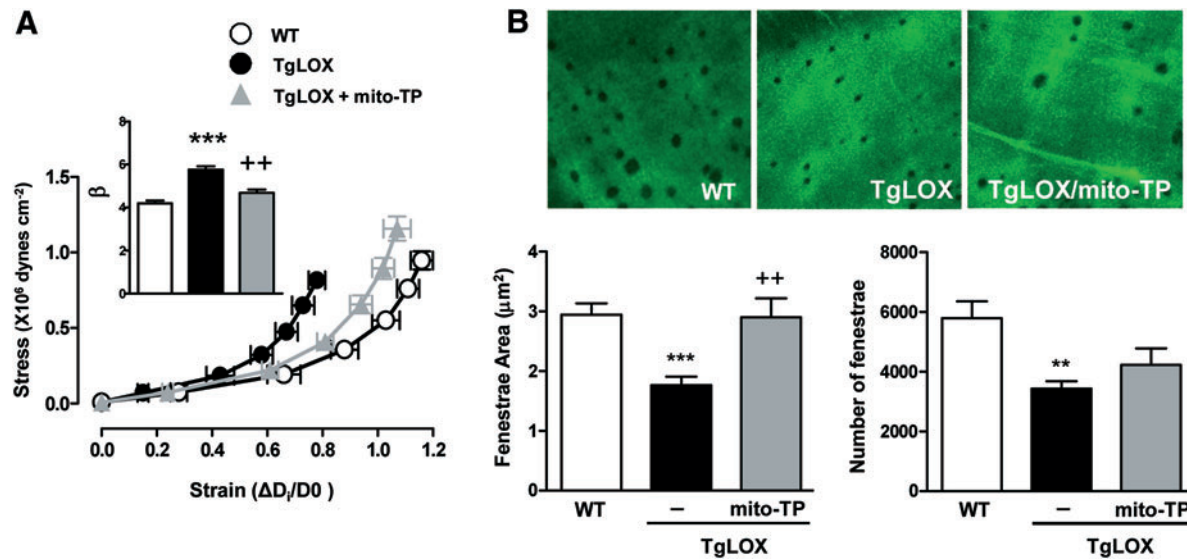 A
WT
TgLOX
TgLOX + mito-TP
8
6
4
2
0
β
***
++
1.5
1.0
0.5
0.0
Stress (X10⁶ dynes cm⁻²)
0.0 0.2 0.4 0.6 0.8 1.0 1.2
Strain (ΔDᵢ/D0 )
B
WT
TgLOX
TgLOX/mito-TP
Fenestrae Area (μm²)
4
3
2
1
0
***
++
WT – mito-TP
TgLOX
Number of fenestrae
8000
6000
4000
2000
0
**
WT – mito-TP
TgLOX